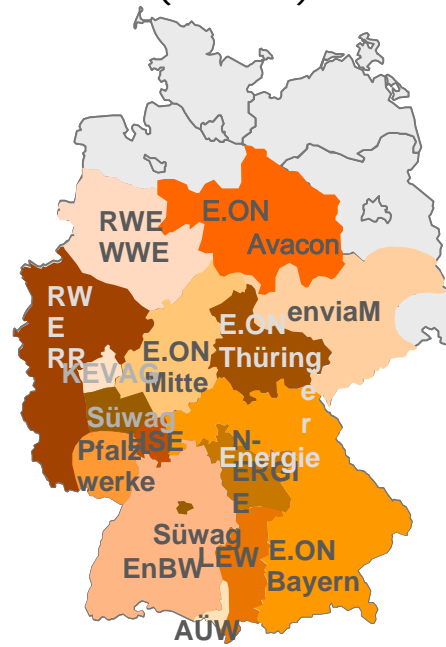 RWE
WWE
E.ON
Avacon
RW
E
RR
enviaM
E.ON
Thüring
e
r
Energie
E.ON
Mitte
KEVAG
Süwag
HSE
Pfalz
werke
N-
ERGI
E
Süwag
EnBW
LEW
E.ON
Bayern
AÜW